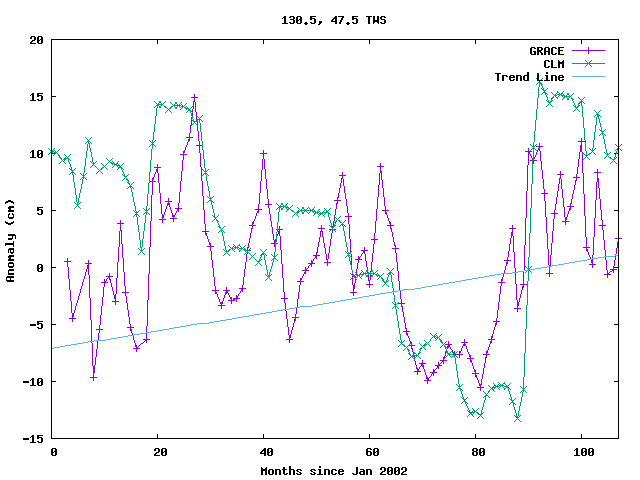 130.5, 47.5 TWS
GRACE
CLM
Trend Line
20
15
10
5
0
-5
-10
-15
Anomaly (cm)
0 20 40 60 80 100
Months since Jan 2002